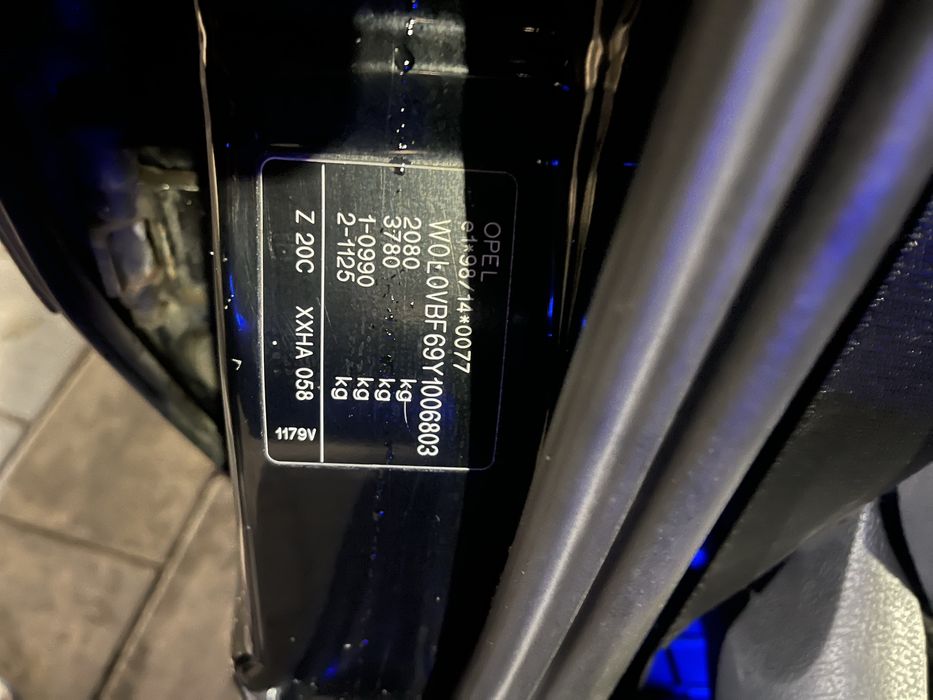 OPEL
e1*98/14*0077
W0L0VBF69Y1006803
2080 kg
3780 kg
1-0990 kg
2-1125 kg
Z 20C XXHA 058 1179V